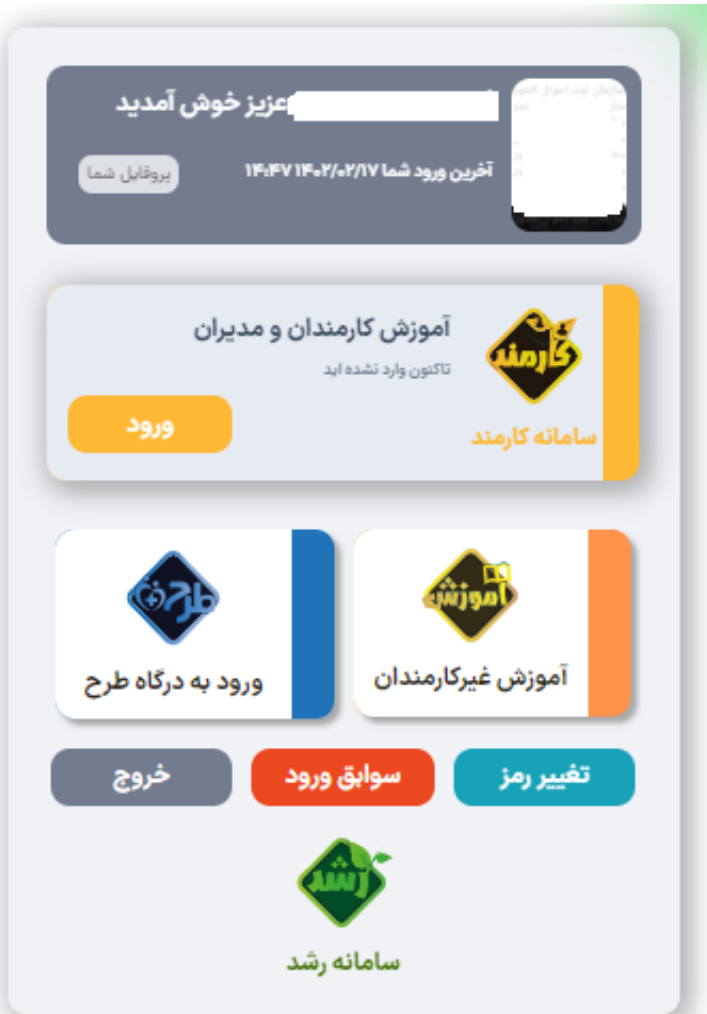 عزیز خوش آمدید
آخرین ورود شما ۱۴۰۲/۰۲/۱۷ ۱۴:۴۷
پروفایل شما
آموزش کارمندان و مدیران
تاکنون وارد نشده اید
ورود
کارمند
سامانه کارمند
آموزش
آموزش غیرکارمندان
طرح
ورود به درگاه طرح
تغییر رمز
سوابق ورود
خروج
رشد
سامانه رشد